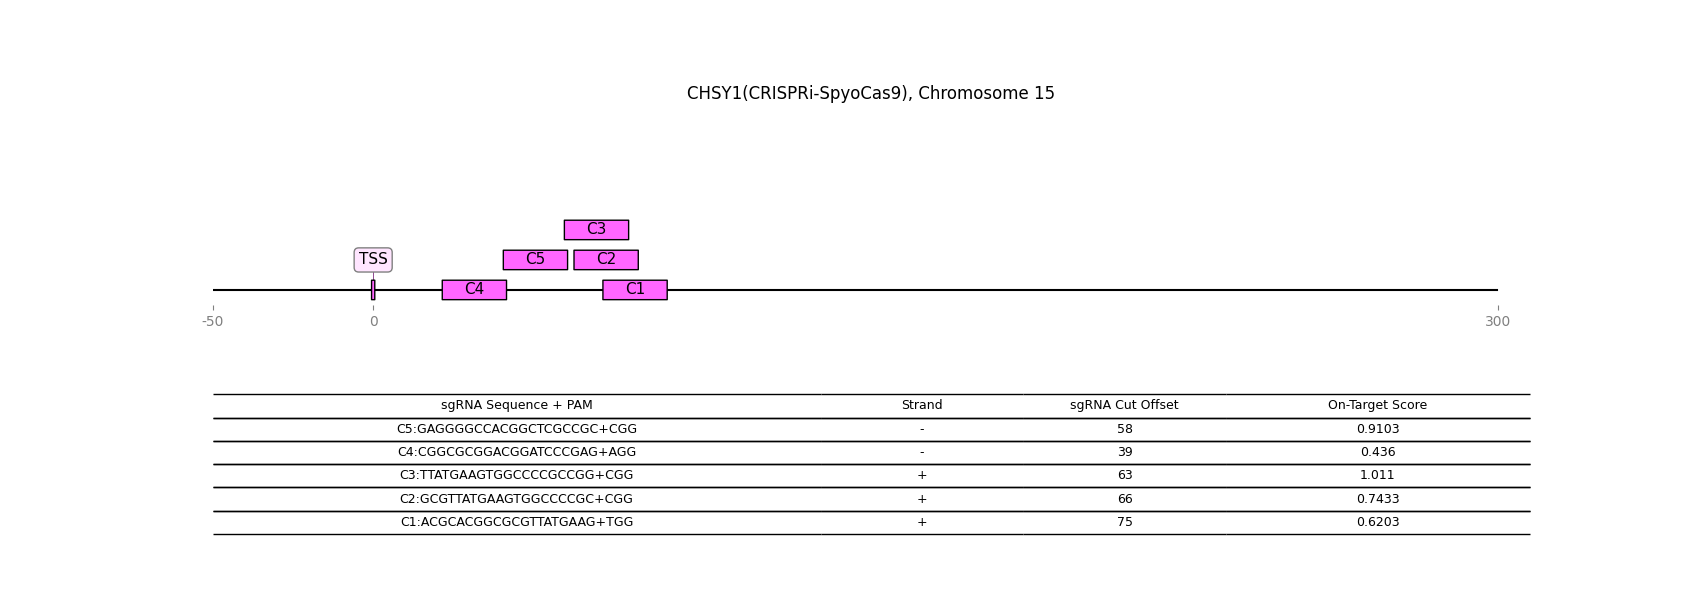 CHSY1(CRISPRi-SpyoCas9), Chromosome 15
C3
TSS C5 C2
C4 C1
-50 0 300
sgRNA Sequence + PAM Strand sgRNA Cut Offset On-Target Score
C5:GAGGGGCCACGGCTCGCCGC+CGG - 58 0.9103
C4:CGGCGCGGACGGATCCCGAG+AGG - 39 0.436
C3:TTATGAAGTGGCCCCGCCGG+CGG + 63 1.011
C2:GCGTTATGAAGTGGCCCCGC+CGG + 66 0.7433
C1:ACGCACGGCGCGTTATGAAG+TGG + 75 0.6203